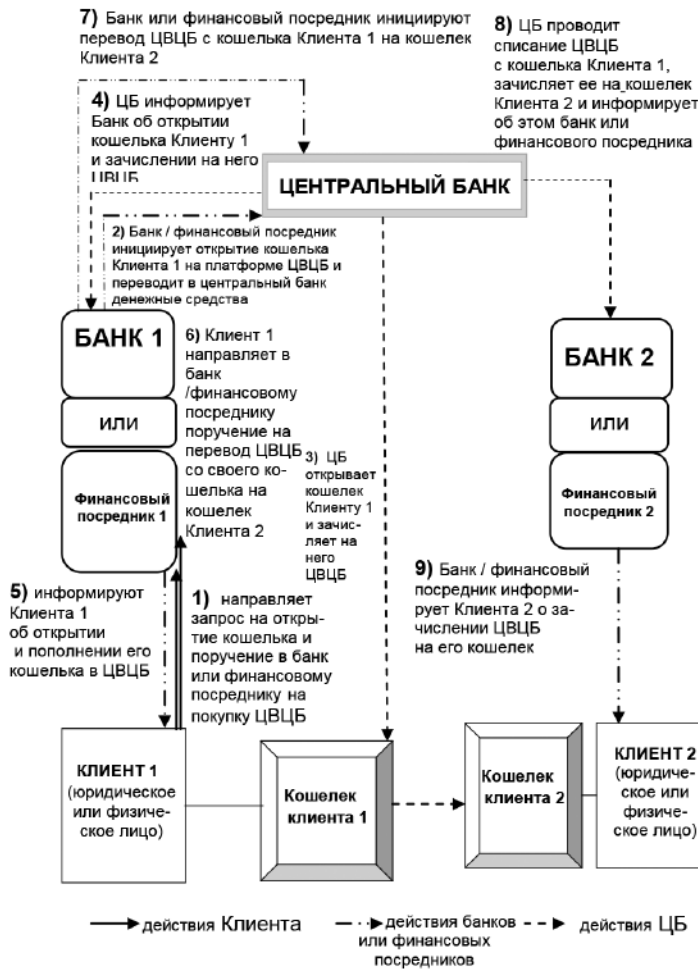 7) Банк или финансовый посредник инициируют
перевод ЦВЦБ с кошелька Клиента 1 на кошелек
Клиента 2
8) ЦБ проводит
списание ЦВЦБ
с кошелька Клиента 1,
зачисляет ее на кошелек
Клиента 2 и информирует
об этом банк или
финансового посредника
4) ЦБ информирует
Банк об открытии
кошелька Клиенту 1
и зачислении на него
ЦВЦБ
ЦЕНТРАЛЬНЫЙ БАНК
2) Банк / финансовый посредник
инициирует открытие кошелька
Клиента 1 на платформе ЦВЦБ и
переводит в центральный банк
денежные средства
БАНК 1
ИЛИ
Финансовый
посредник 1
6) Клиент 1
направляет в
банк
/финансовому
посреднику
поручение на
перевод ЦВЦБ
со своего ко-
шелька на
кошелек
Клиента 2
3) ЦБ
открывает
кошелек
Клиенту 1
и зачис-
ляет на
него
ЦВЦБ
БАНК 2
ИЛИ
Финансовый
посредник 2
5) информируют
Клиента 1
об открытии
и пополнении его
кошелька в ЦВЦБ
1) направляет
запрос на откры-
тие кошелька и
поручение в банк
или финансовому
посреднику на
покупку ЦВЦБ
9) Банк / финансовый
посредник информи-
рует Клиента 2 о за-
числении ЦВЦБ
на его кошелек
КЛИЕНТ 1
(юридическое
или физиче-
ское лицо)
Кошелек
клиента 1
Кошелек
клиента 2
КЛИЕНТ 2
(юридиче-
ское или
физиче-
ское лицо)
действия Клиента
действия банков
или финансовых
посредников
действия ЦБ